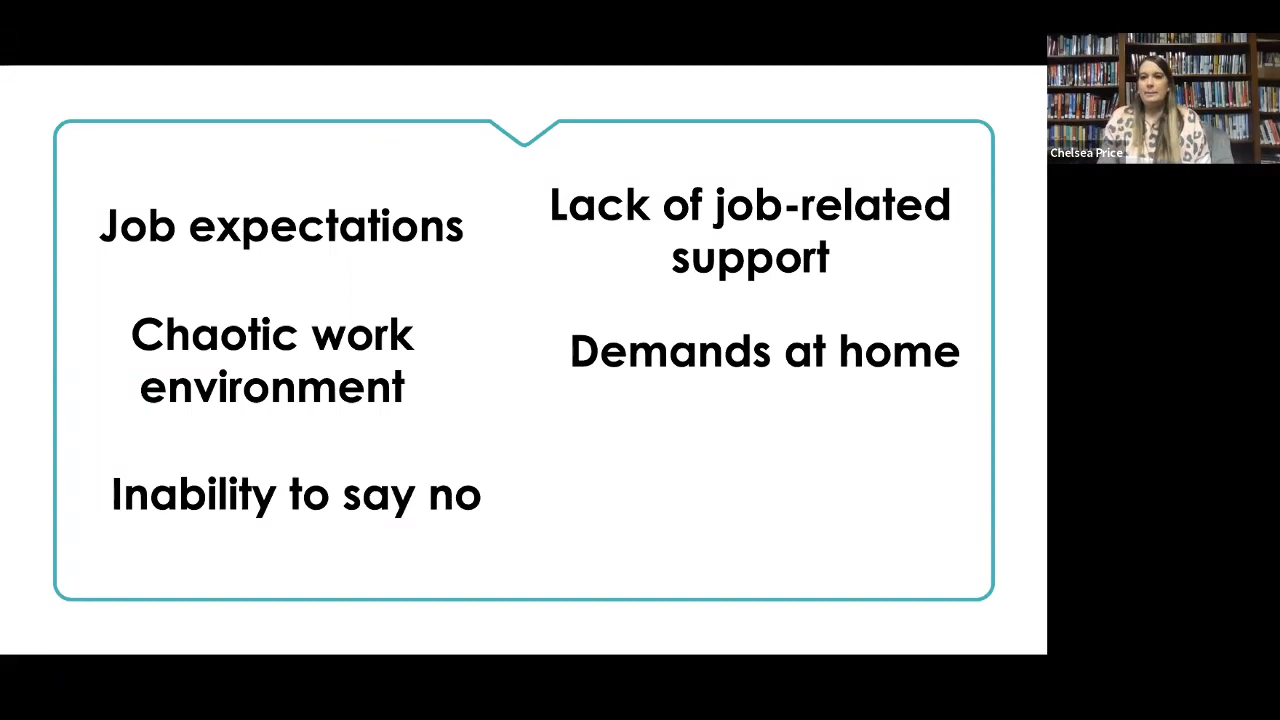 Job expectations
Chaotic work
environment
Inability to say no
Lack of job-related
support
Demands at home
Chelsea Price